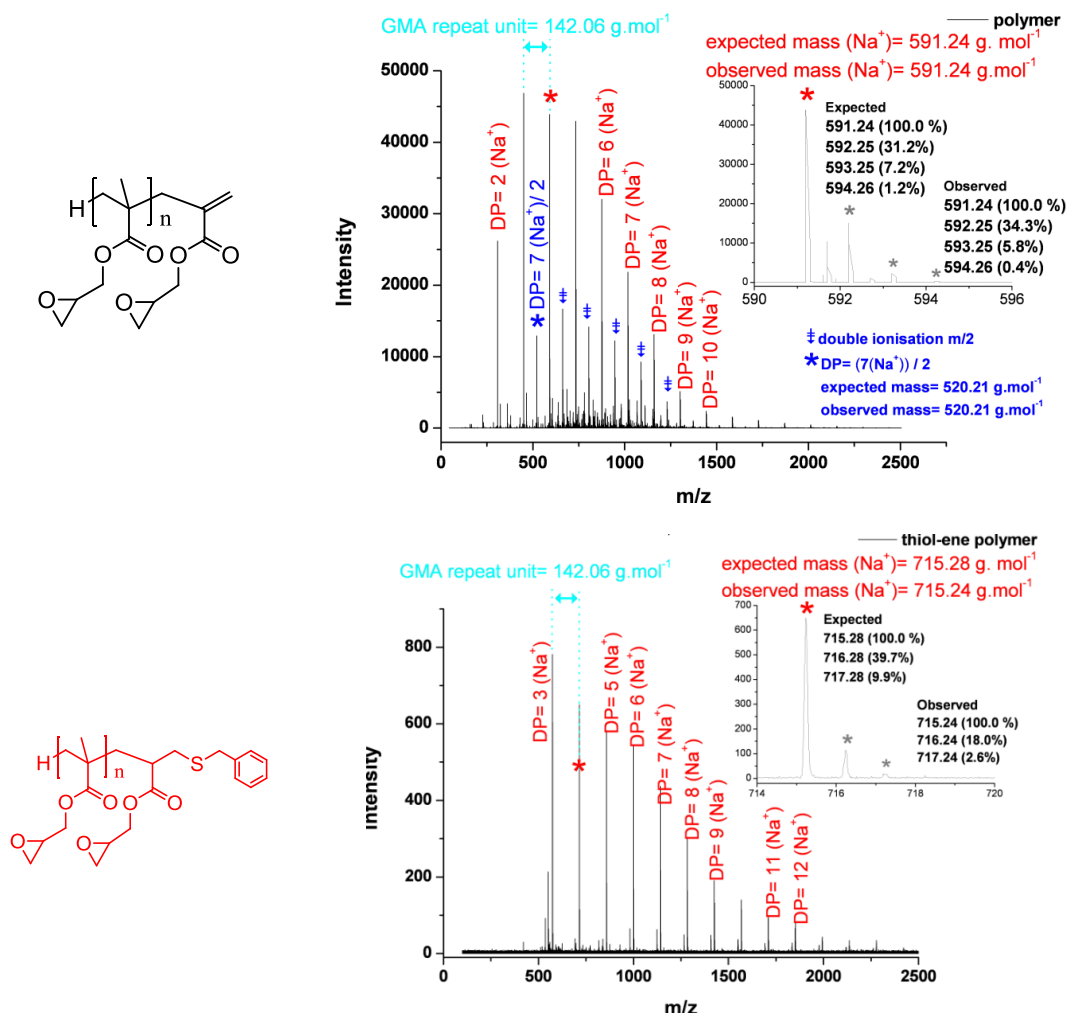 GMA repeat unit= 142.06 g.mol-1
polymer
expected mass (Na+)= 591.24 g. mol-1
observed mass (Na+)= 591.24 g.mol-1
50000
40000
30000
20000
10000
0
Intensity
0
500
1000
1500
2000
2500
m/z
DP= 2 (Na+)
*
* DP= 7 (Na+)/ 2
DP= 6 (Na+)
DP= 7 (Na+)
DP= 8 (Na+)
DP= 9 (Na+)
DP= 10 (Na+)
50000
40000
30000
20000
10000
0
590
592
594
596
*
Expected
591.24 (100.0 %)
592.25 (31.2%)
593.25 (7.2%)
594.26 (1.2%)
Observed
591.24 (100.0 %)
592.25 (34.3%)
593.25 (5.8%)
594.26 (0.4%)
*
*
*
⧧ double ionisation m/2
* DP= (7(Na+)) / 2
expected mass= 520.21 g.mol-1
observed mass= 520.21 g.mol-1
H
n
O
O
O
O
O
O
GMA repeat unit= 142.06 g.mol-1
thiol-ene polymer
expected mass (Na+)= 715.28 g. mol-1
observed mass (Na+)= 715.24 g.mol-1
800
600
400
200
0
Intensity
500
1000
1500
2000
2500
m/z
DP= 3 (Na+)
*
DP= 5 (Na+)
DP= 6 (Na+)
DP= 7 (Na+)
DP= 8 (Na+)
DP= 9 (Na+)
DP= 11 (Na+)
DP= 12 (Na+)
700
600
500
400
300
200
100
0
714
716
718
720
*
Expected
715.28 (100.0 %)
716.28 (39.7%)
717.28 (9.9%)
Observed
715.24 (100.0 %)
716.24 (18.0%)
717.24 (2.6%)
*
*
H
n
S
O
O
O
O
O
O